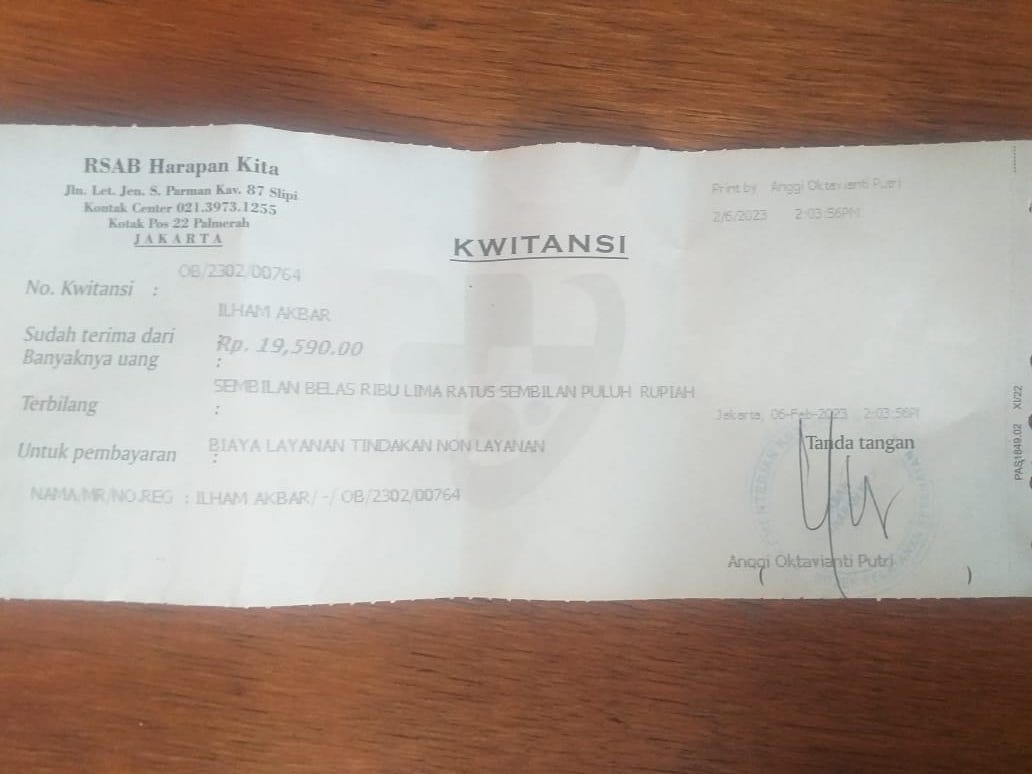 RSAB Harapan Kita
Jln. Let. Jen. S. Parman Kav. 87 Slipi
Kontak Center 021.3973.1255
Kotak Pos 22 Palmerah
JAKARTA
Print by Anggi Oktavianti Putri
2/6/2023 2:03:56PM
KWITANSI
No. Kwitansi : OB/2302/00764
Sudah terima dari : ILHAM AKBAR
Banyaknya uang : Rp. 19,590.00
Terbilang : SEMBILAN BELAS RIBU LIMA RATUS SEMBILAN PULUH RUPIAH
Untuk pembayaran : BIAYA LAYANAN TINDAKAN NON LAYANAN
NAMA/MR/NO.REG : ILHAM AKBAR/ -/ OB/2302/00764
Jakarta, 06-Feb-2023 2:03:56PM
Tanda tangan
Anggi Oktavianti Putri
( )
PAS.1849.02 XI/22